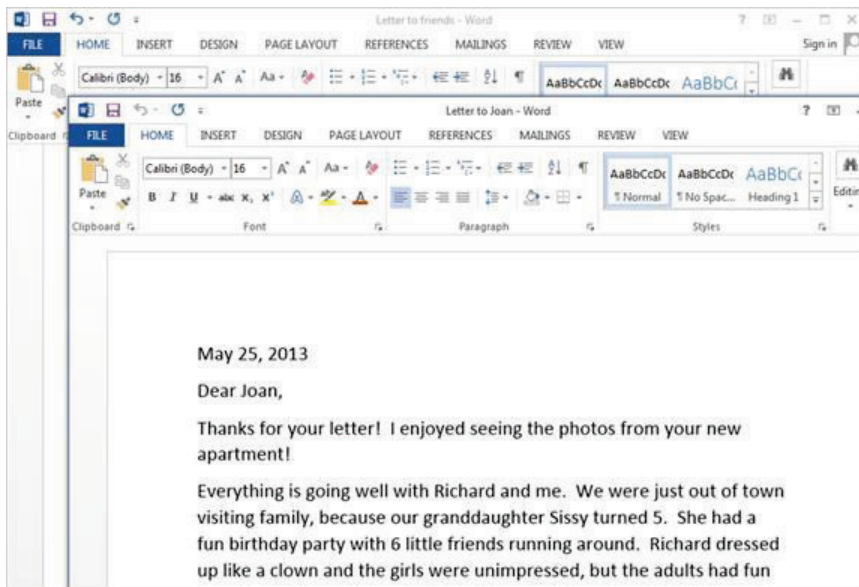 Letter to friends - Word
FILE HOME INSERT DESIGN PAGE LAYOUT REFERENCES MAILINGS REVIEW VIEW Sign in
Calibri (Body) 16 Aa AaBbCcDc AaBbCcDc AaBbC
Paste
Clipboard
Letter to Joan - Word
FILE HOME INSERT DESIGN PAGE LAYOUT REFERENCES MAILINGS REVIEW VIEW
Calibri (Body) 16 Aa AaBbCcDc AaBbCcDc AaBbC
Paste B I U abc x, x' A A ¶ Normal ¶ No Spac... Heading 1
Clipboard Font Paragraph Styles
May 25, 2013
Dear Joan,
Thanks for your letter! I enjoyed seeing the photos from your new
apartment!
Everything is going well with Richard and me. We were just out of town
visiting family, because our granddaughter Sissy turned 5. She had a
fun birthday party with 6 little friends running around. Richard dressed
up like a clown and the girls were unimpressed, but the adults had fun